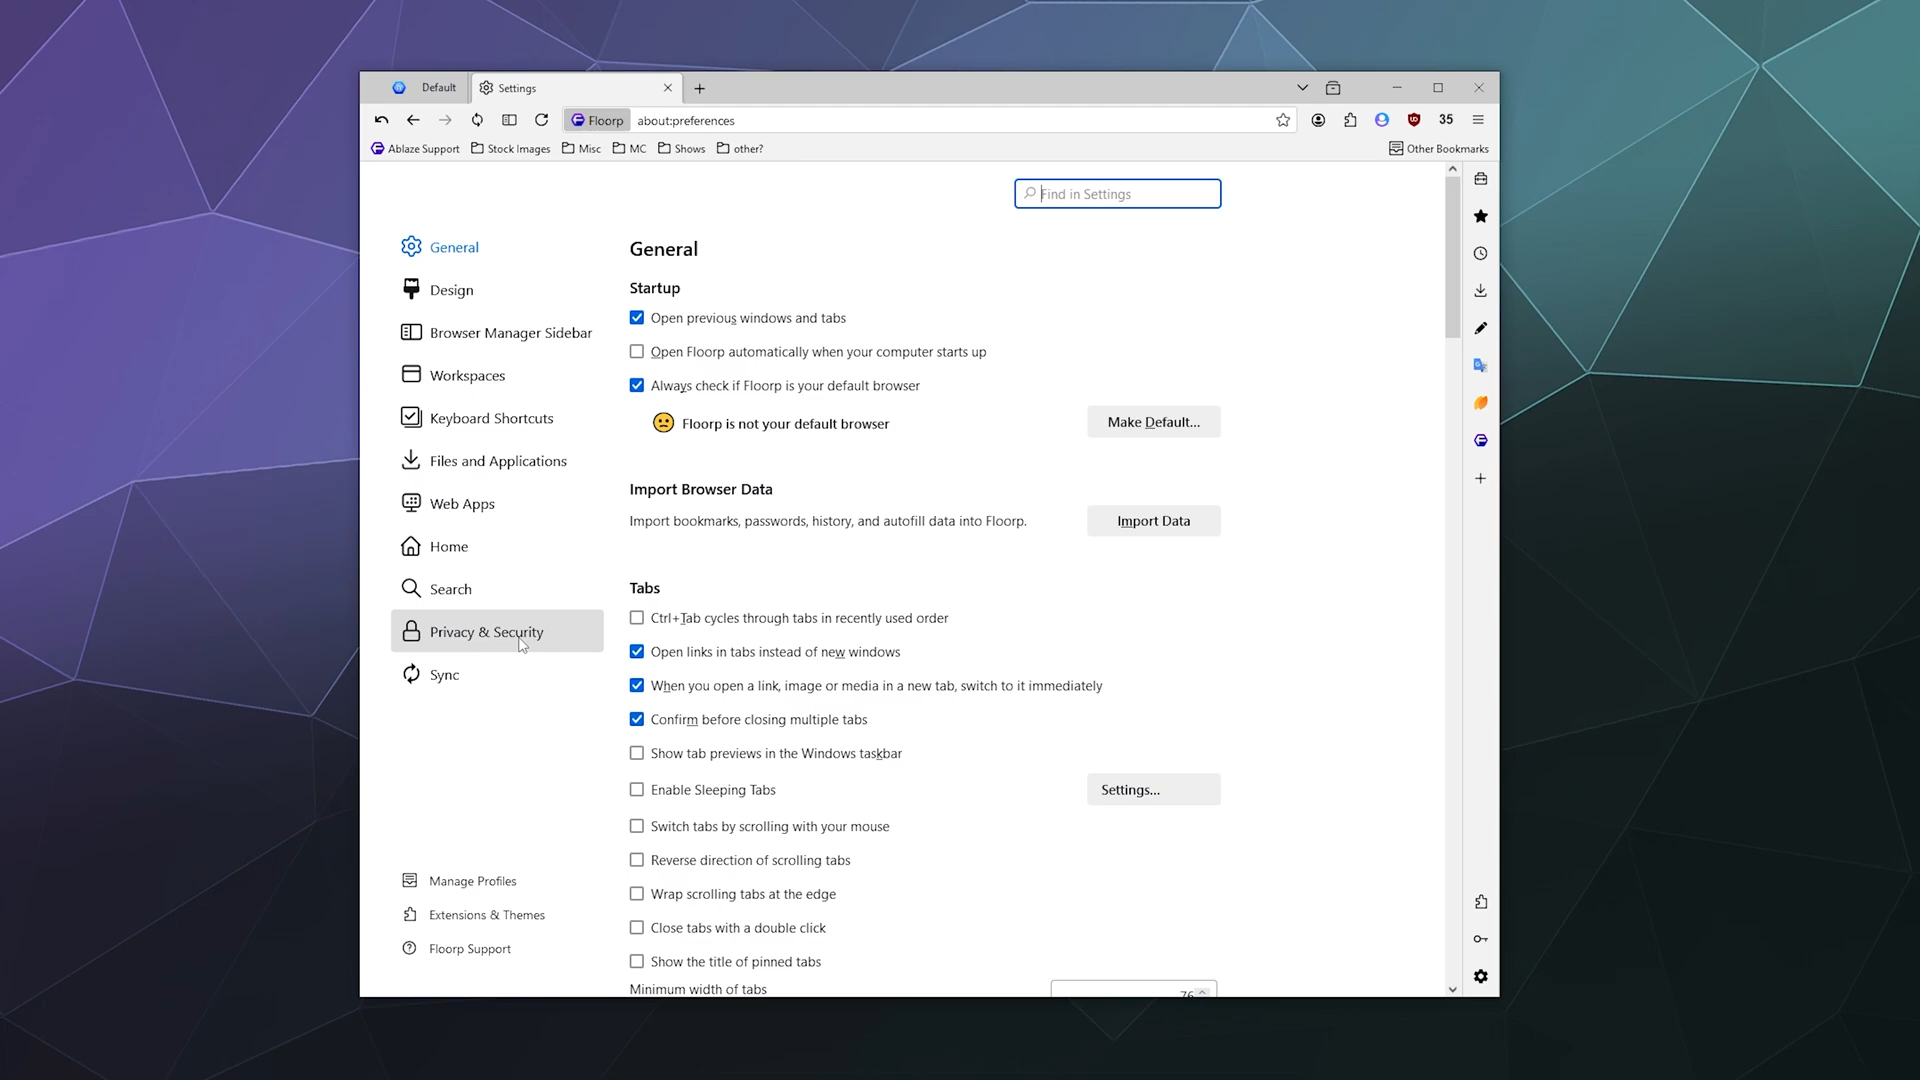 Default
Settings
Floorp
about:preferences
35
Ablaze Support
Stock Images
Misc
MC
Shows
other?
Other Bookmarks
Find in Settings
General
Design
Browser Manager Sidebar
Workspaces
Keyboard Shortcuts
Files and Applications
Web Apps
Home
Search
Privacy & Security
Sync
Manage Profiles
Extensions & Themes
Floorp Support
General
Startup
Open previous windows and tabs
Open Floorp automatically when your computer starts up
Always check if Floorp is your default browser
Floorp is not your default browser
Make Default...
Import Browser Data
Import bookmarks, passwords, history, and autofill data into Floorp.
Import Data
Tabs
Ctrl+Tab cycles through tabs in recently used order
Open links in tabs instead of new windows
When you open a link, image or media in a new tab, switch to it immediately
Confirm before closing multiple tabs
Show tab previews in the Windows taskbar
Enable Sleeping Tabs
Settings...
Switch tabs by scrolling with your mouse
Reverse direction of scrolling tabs
Wrap scrolling tabs at the edge
Close tabs with a double click
Show the title of pinned tabs
Minimum width of tabs
76